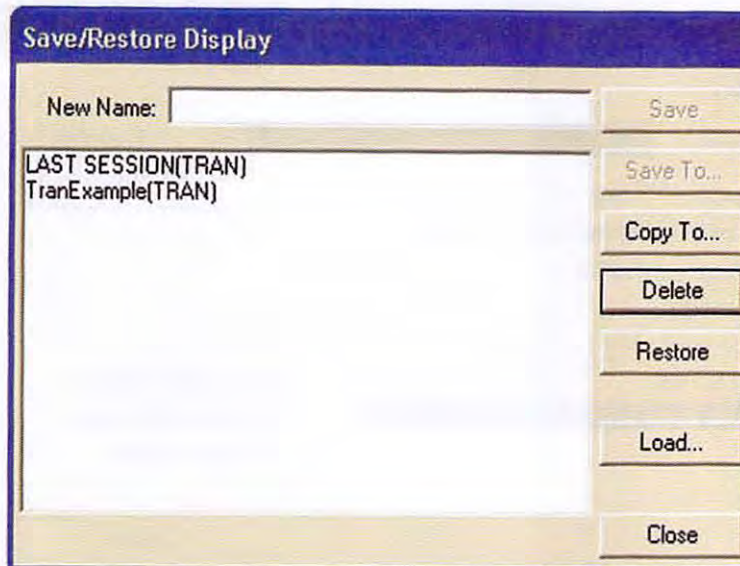 Save/Restore Display
New Name:
Save
LAST SESSION(TRAN)
TranExample(TRAN)
Save To...
Copy To...
Delete
Restore
Load...
Close